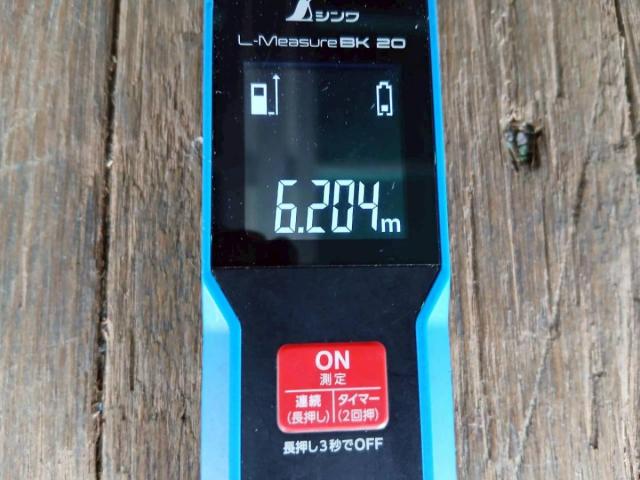 シンワ
L-Measure BK 20
6.204m
ON
測定
連続 タイマー
(長押し) (2回押)
長押し3秒でOFF